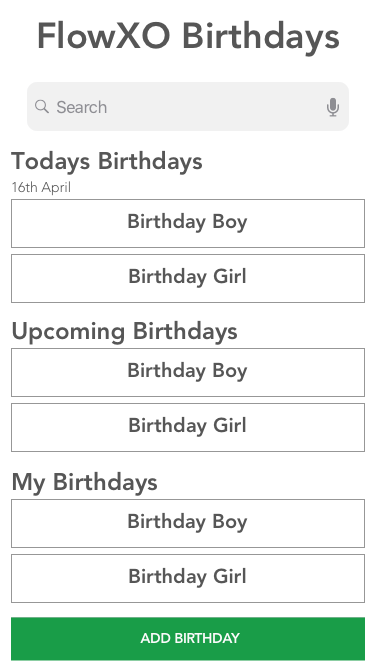 FlowXO Birthdays
Search
Todays Birthdays
16th April
Birthday Boy
Birthday Girl
Upcoming Birthdays
Birthday Boy
Birthday Girl
My Birthdays
Birthday Boy
Birthday Girl
ADD BIRTHDAY